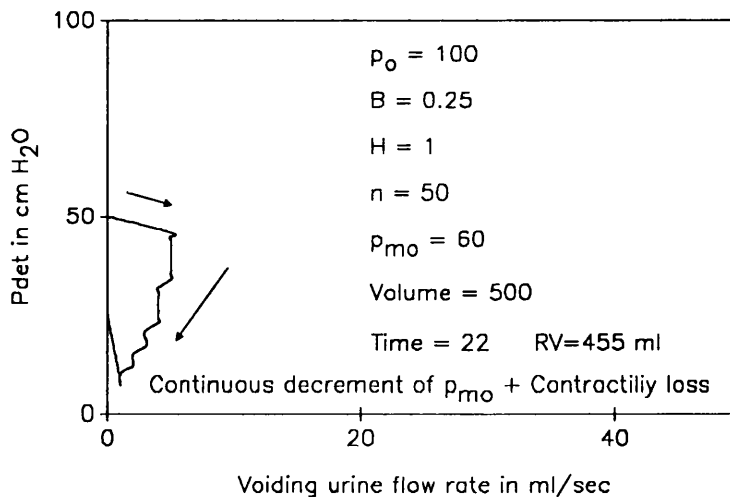 100
p₀ = 100
B = 0.25
H = 1
n = 50
pₘₒ = 60
Volume = 500
Time = 22 RV=455 ml
Continuous decrement of pₘₒ + Contractiliy loss
50
0
Pdet in cm H₂O
0 20 40
Voiding urine flow rate in ml/sec